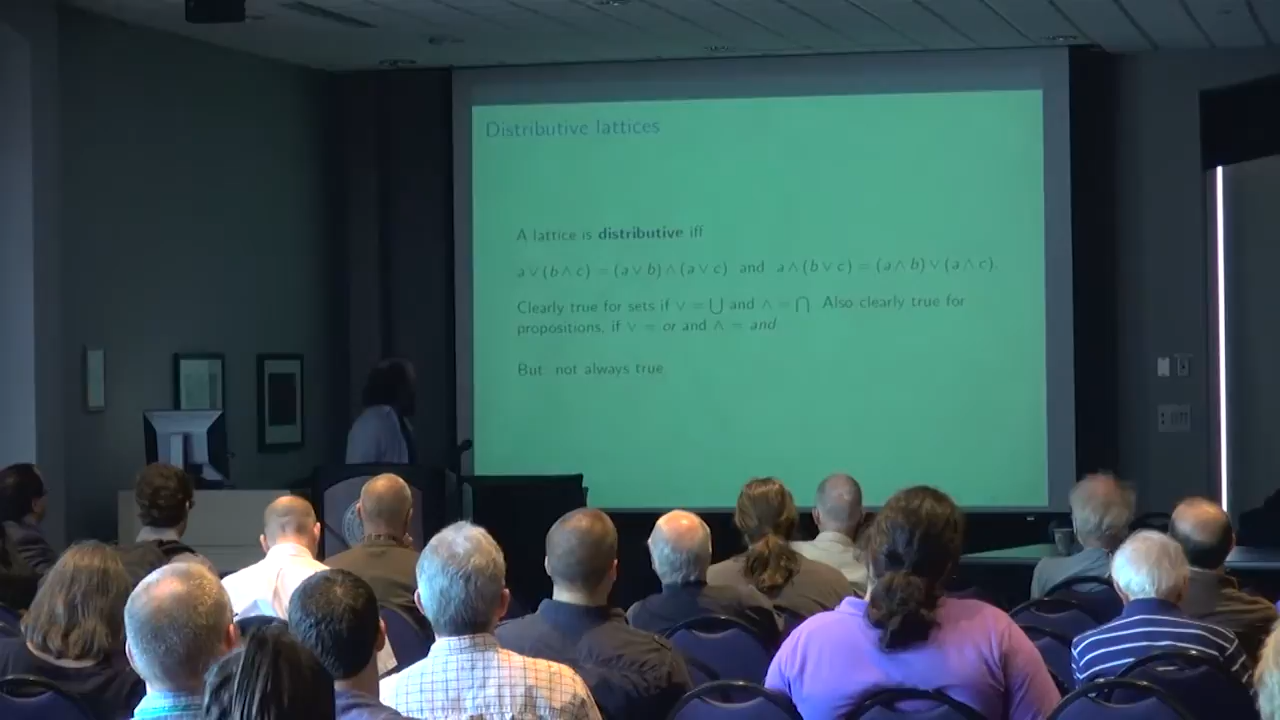 Distributive lattices
A lattice is distributive iff
a ∨ (b ∧ c) = (a ∨ b) ∧ (a ∨ c) and a ∧ (b ∨ c) = (a ∧ b) ∨ (a ∧ c).
Clearly true for sets if ∨ = ⋃ and ∧ = ⋂ Also clearly true for
propositions, if ∨ = or and ∧ = and
But not always true